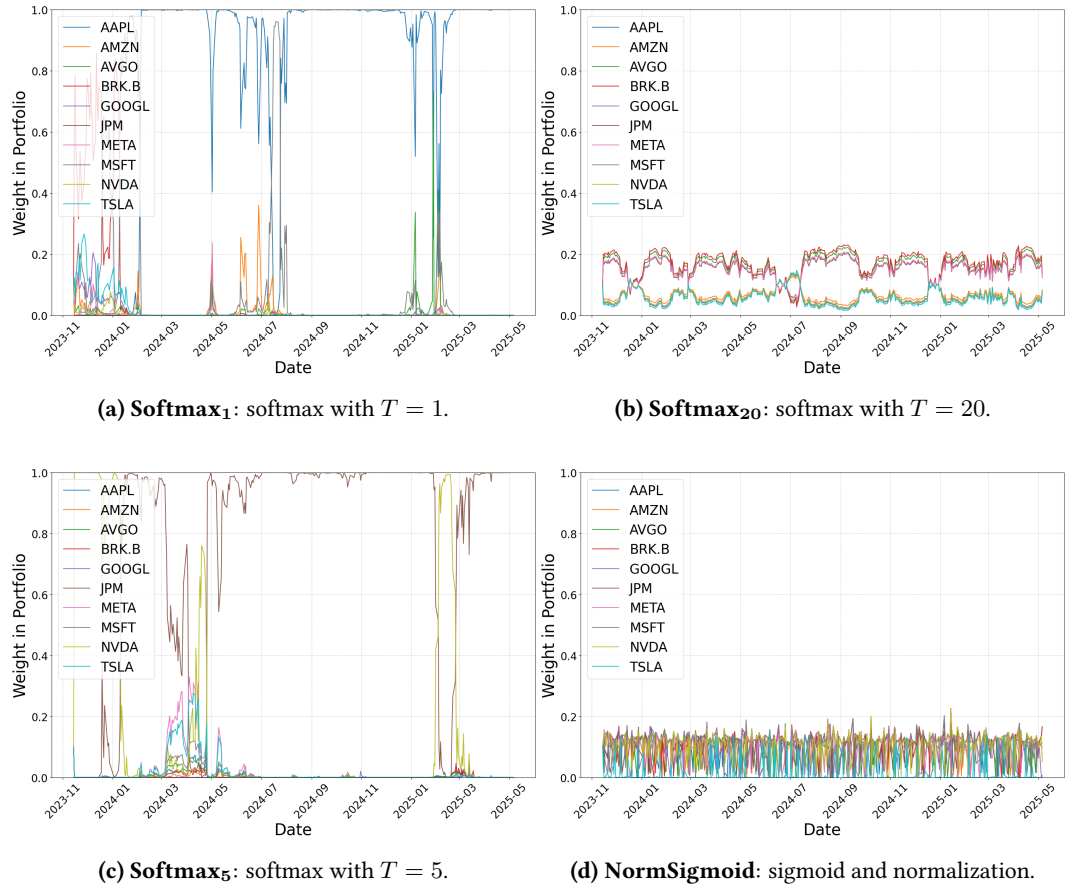 1.0
0.8
0.6
0.4
0.2
0.0
Weight in Portfolio
AAPL
AMZN
AVGO
BRK.B
GOOGL
JPM
META
MSFT
NVDA
TSLA
2023-11
2024-01
2024-03
2024-05
2024-07
2024-09
2024-11
2025-01
2025-03
2025-05
Date
(a) Softmax₁: softmax with T = 1.
1.0
0.8
0.6
0.4
0.2
0.0
Weight in Portfolio
AAPL
AMZN
AVGO
BRK.B
GOOGL
JPM
META
MSFT
NVDA
TSLA
2023-11
2024-01
2024-03
2024-05
2024-07
2024-09
2024-11
2025-01
2025-03
2025-05
Date
(b) Softmax₂₀: softmax with T = 20.
1.0
0.8
0.6
0.4
0.2
0.0
Weight in Portfolio
AAPL
AMZN
AVGO
BRK.B
GOOGL
JPM
META
MSFT
NVDA
TSLA
2023-11
2024-01
2024-03
2024-05
2024-07
2024-09
2024-11
2025-01
2025-03
2025-05
Date
(c) Softmax₅: softmax with T = 5.
1.0
0.8
0.6
0.4
0.2
0.0
Weight in Portfolio
AAPL
AMZN
AVGO
BRK.B
GOOGL
JPM
META
MSFT
NVDA
TSLA
2023-11
2024-01
2024-03
2024-05
2024-07
2024-09
2024-11
2025-01
2025-03
2025-05
Date
(d) NormSigmoid: sigmoid and normalization.